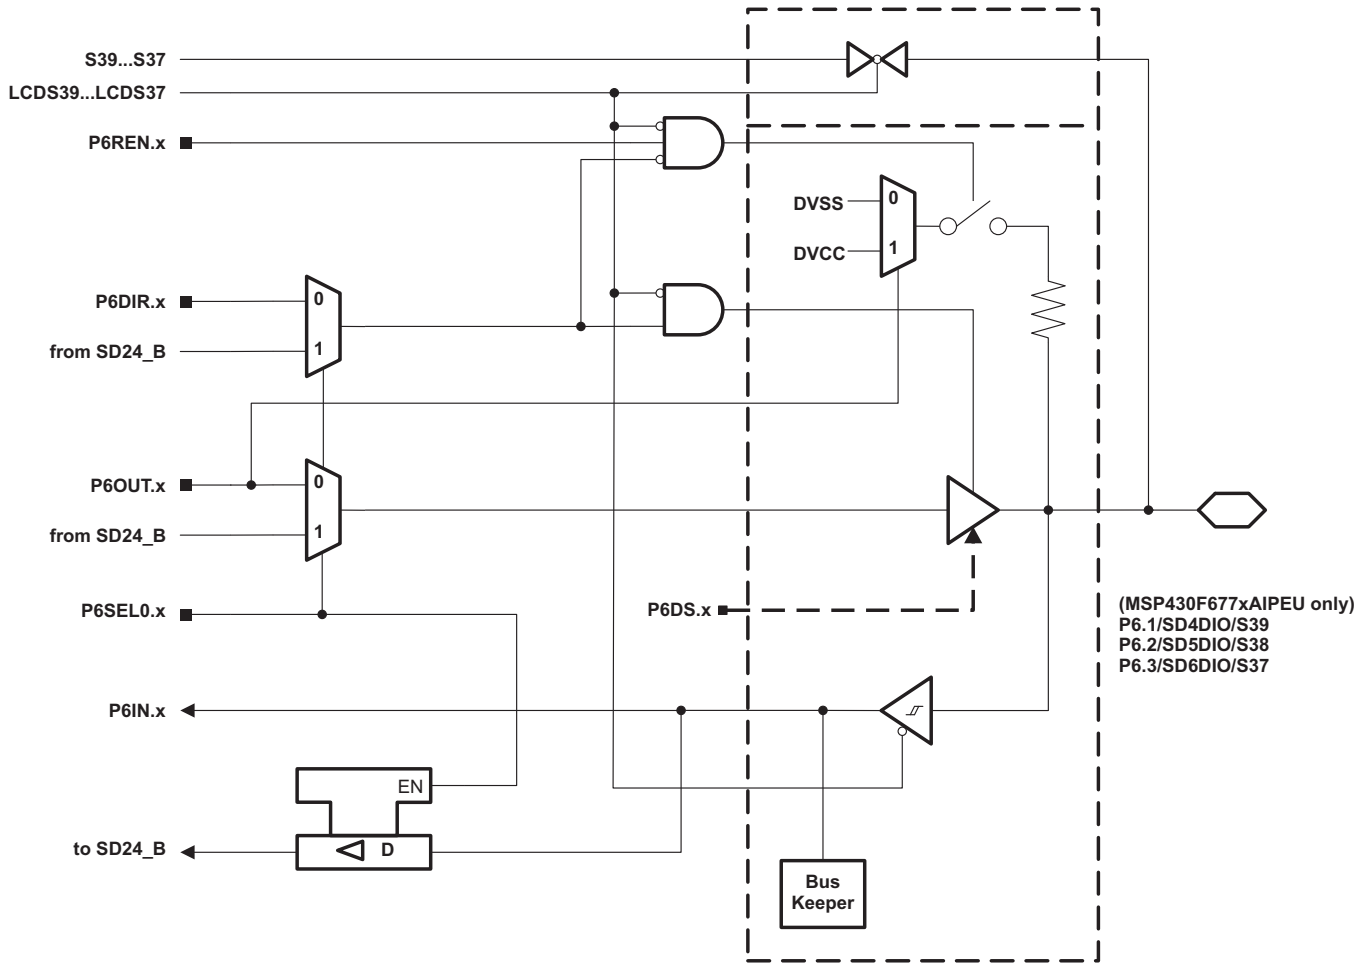 S39...S37
LCDS39...LCDS37
P6REN.x
DVSS
0
DVCC
1
P6DIR.x
0
from SD24_B
1
P6OUT.x
0
from SD24_B
1
P6SEL0.x
P6DS.x
(MSP430F677xAIPEU only)
P6.1/SD4DIO/S39
P6.2/SD5DIO/S38
P6.3/SD6DIO/S37
P6IN.x
EN
to SD24_B
D
Bus
Keeper